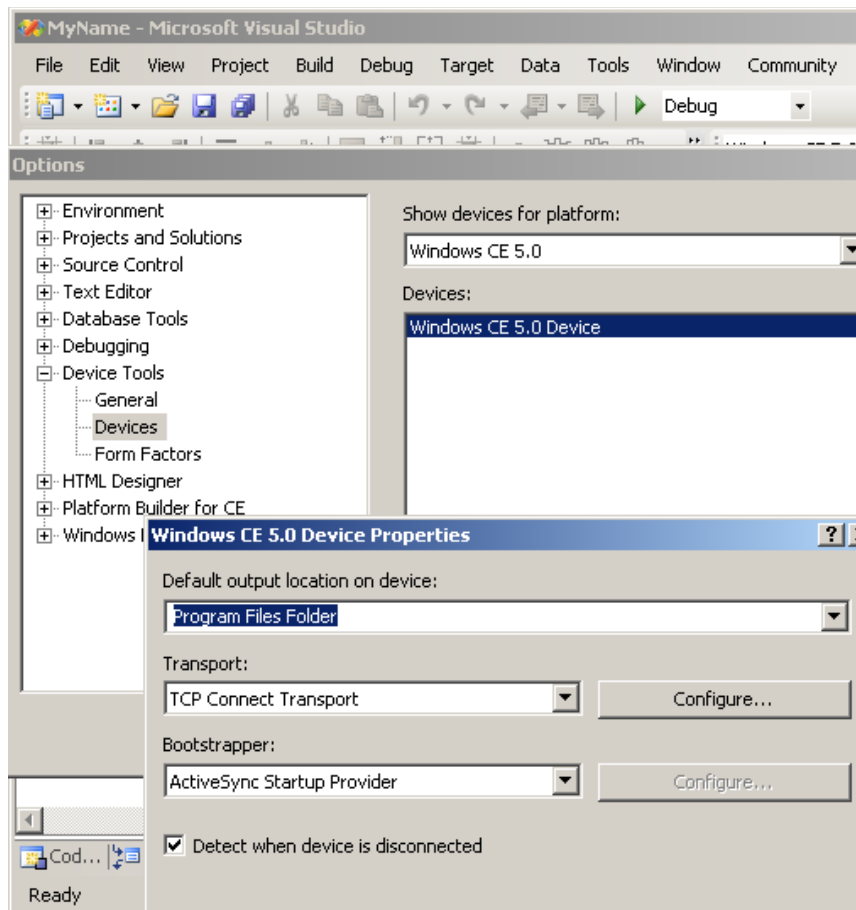 MyName - Microsoft Visual Studio
File Edit View Project Build Debug Target Data Tools Window Community
Debug
Options
Environment
Projects and Solutions
Source Control
Text Editor
Database Tools
Debugging
Device Tools
General
Devices
Form Factors
HTML Designer
Platform Builder for CE
Windows
Show devices for platform:
Windows CE 5.0
Devices:
Windows CE 5.0 Device
Windows CE 5.0 Device Properties
Default output location on device:
Program Files Folder
Transport:
TCP Connect Transport
Configure...
Bootstrapper:
ActiveSync Startup Provider
Configure...
Detect when device is disconnected
Cod...
Ready